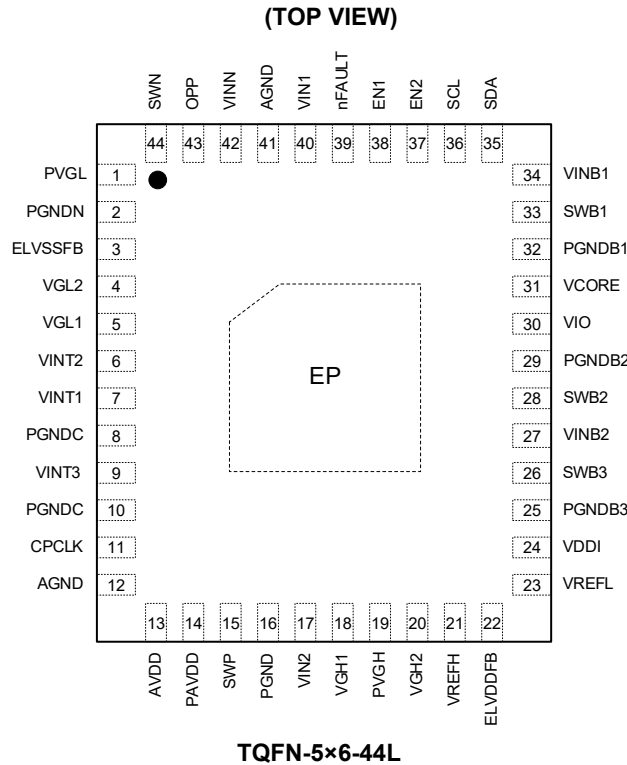 (TOP VIEW)
SWN OPP VINN AGND VIN1 nFAULT EN1 EN2 SCL SDA
44 43 42 41 40 39 38 37 36 35
PVGL 1 34 VINB1
PGNDN 2 33 SWB1
ELVSSFB 3 32 PGNDB1
VGL2 4 31 VCORE
VGL1 5 30 VIO
VINT2 6 29 PGNDB2
VINT1 7 28 SWB2
PGNDC 8 27 VINB2
VINT3 9 26 SWB3
PGNDC 10 25 PGNDB3
CPCLK 11 24 VDDI
AGND 12 23 VREFL
EP
13 14 15 16 17 18 19 20 21 22
AVDD PAVDD SWP PGND VIN2 VGH1 PVGH VGH2 VREFH ELVDDFB
TQFN-5×6-44L